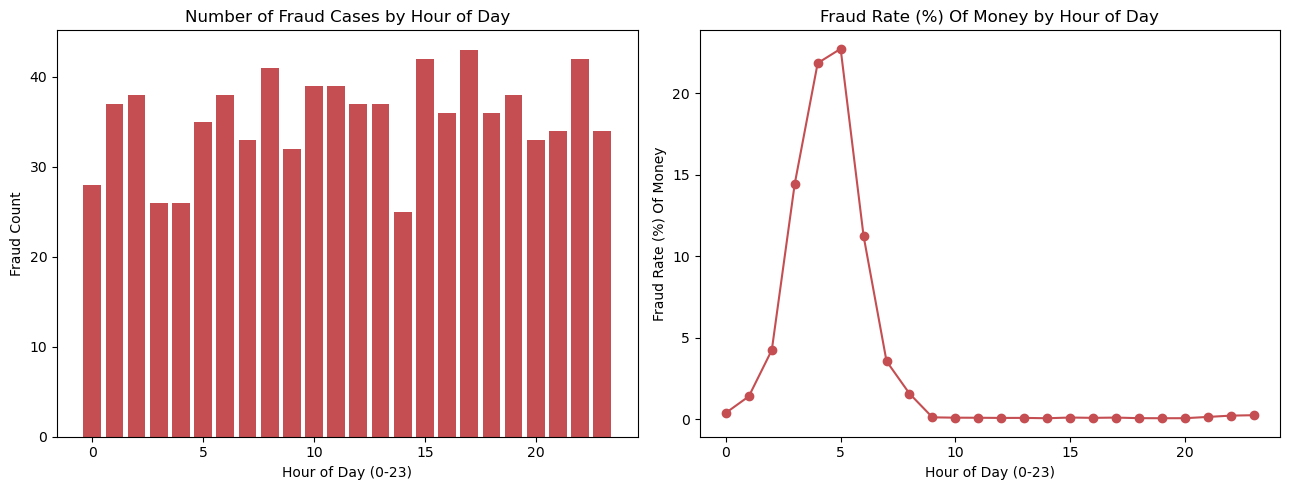 Number of Fraud Cases by Hour of Day
Fraud Count
40
30
20
10
0
0 5 10 15 20
Hour of Day (0-23)
Fraud Rate (%) Of Money by Hour of Day
Fraud Rate (%) Of Money
20
15
10
5
0
0 5 10 15 20
Hour of Day (0-23)